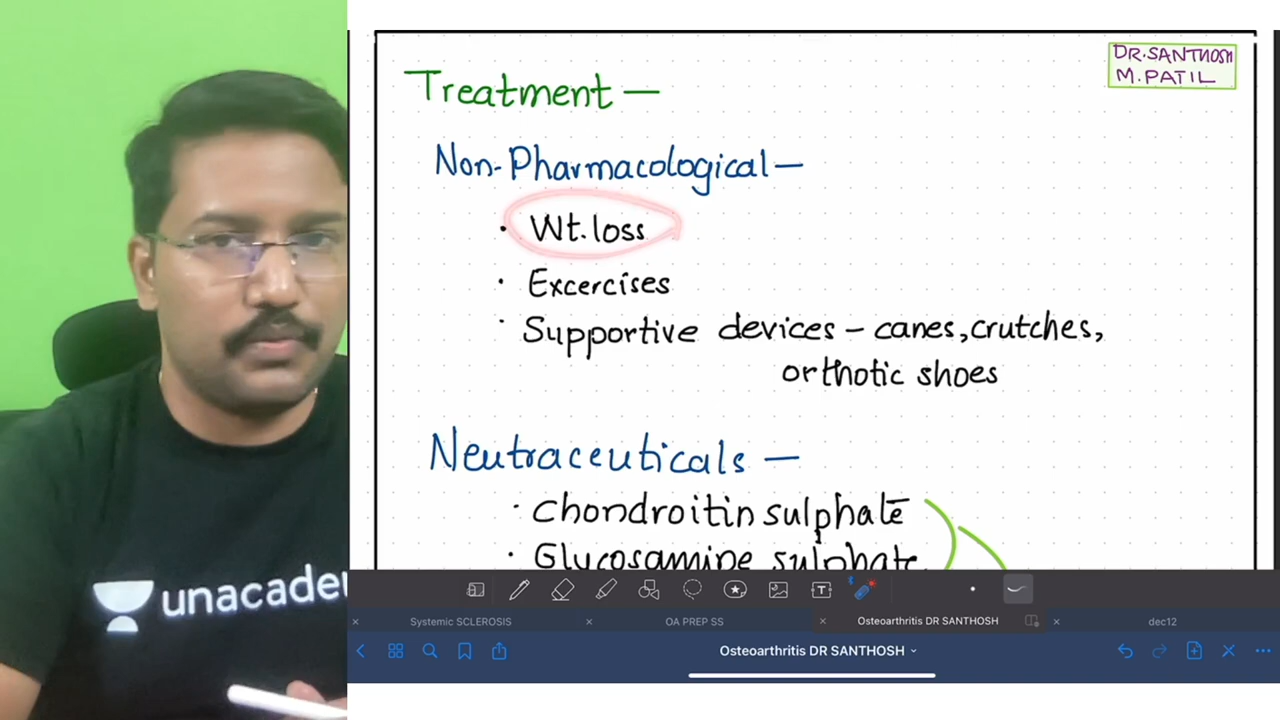 DR.SANTHOSH
M.PATIL
Treatment —
Non-Pharmacological —
· Wt.loss
· Excercises
· Supportive devices – canes, crutches,
orthotic shoes
Neutraceuticals —
· Chondroitin sulphate
· Glucosamine sulphate
unacade
T
Systemic SCLEROSIS
OA PREP SS
Osteoarthritis DR SANTHOSH
dec12
Osteoarthritis DR SANTHOSH